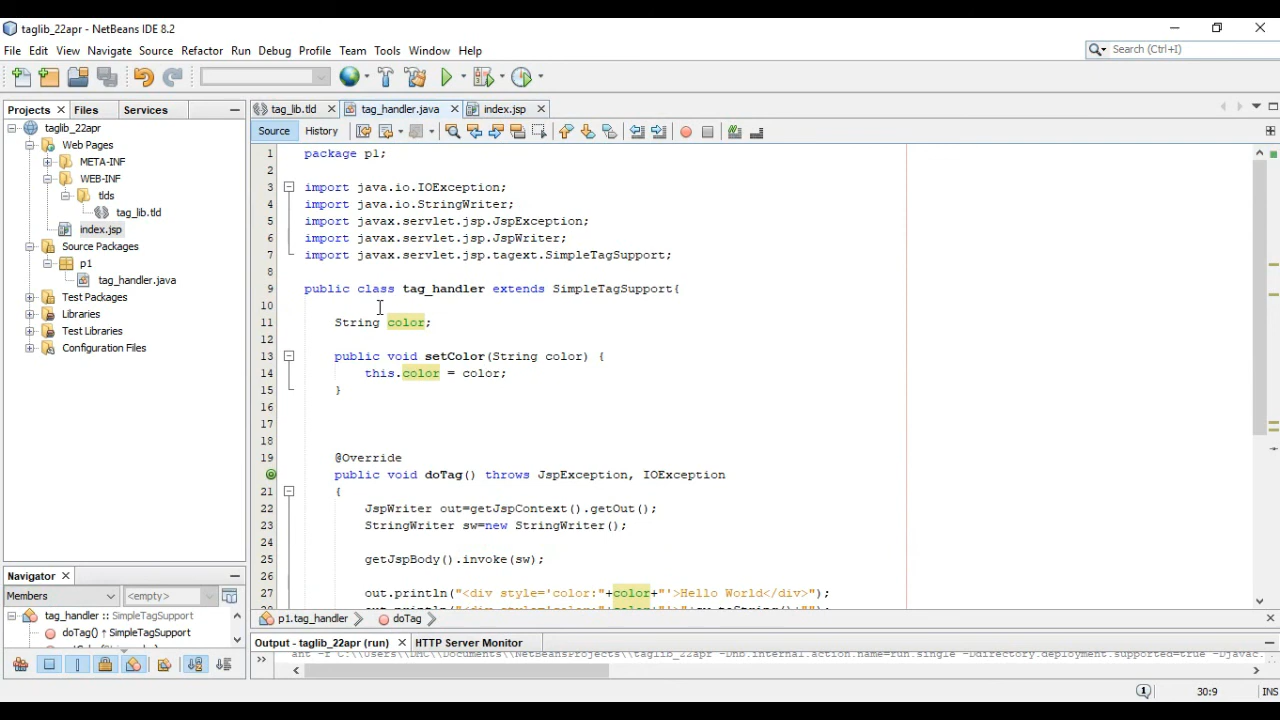 taglib_22apr - NetBeans IDE 8.2
File Edit View Navigate Source Refactor Run Debug Profile Team Tools Window Help
Search (Ctrl+I)
Projects Files Services
tag_lib.tld tag_handler.java index.jsp
Source History
taglib_22apr
Web Pages
META-INF
WEB-INF
tlds
tag_lib.tld
index.jsp
Source Packages
p1
tag_handler.java
Test Packages
Libraries
Test Libraries
Configuration Files
1 package p1;
2
3 import java.io.IOException;
4 import java.io.StringWriter;
5 import javax.servlet.jsp.JspException;
6 import javax.servlet.jsp.JspWriter;
7 import javax.servlet.jsp.tagext.SimpleTagSupport;
8
9 public class tag_handler extends SimpleTagSupport{
10
11 String color;
12
13 public void setColor(String color) {
14 this.color = color;
15 }
16
17
18
19 @Override
public void doTag() throws JspException, IOException
21 {
22 JspWriter out=getJspContext().getOut();
23 StringWriter sw=new StringWriter();
24
25 getJspBody().invoke(sw);
26
27 out.println("<div style='color:"+color+"'>Hello World</div>");
p1.tag_handler doTag
Navigator
Members <empty>
tag_handler :: SimpleTagSupport
doTag() ↑ SimpleTagSupport
Output - taglib_22apr (run) HTTP Server Monitor
1 30:9 INS